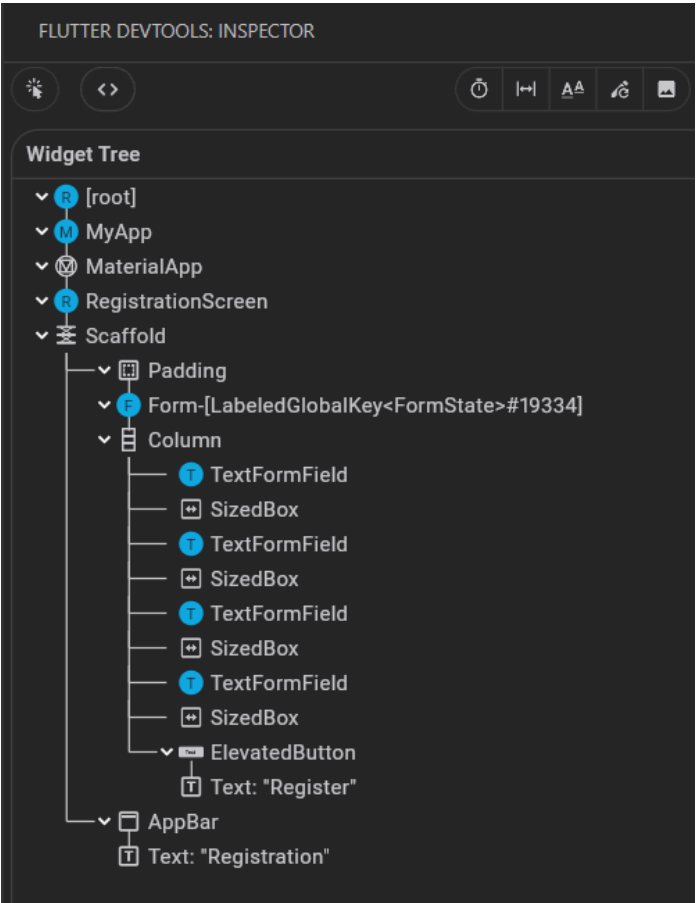 FLUTTER DEVTOOLS: INSPECTOR
Widget Tree
R [root]
M MyApp
MaterialApp
R RegistrationScreen
Scaffold
Padding
F Form-[LabeledGlobalKey<FormState>#19334]
Column
T TextFormField
SizedBox
T TextFormField
SizedBox
T TextFormField
SizedBox
T TextFormField
SizedBox
ElevatedButton
T Text: "Register"
AppBar
T Text: "Registration"